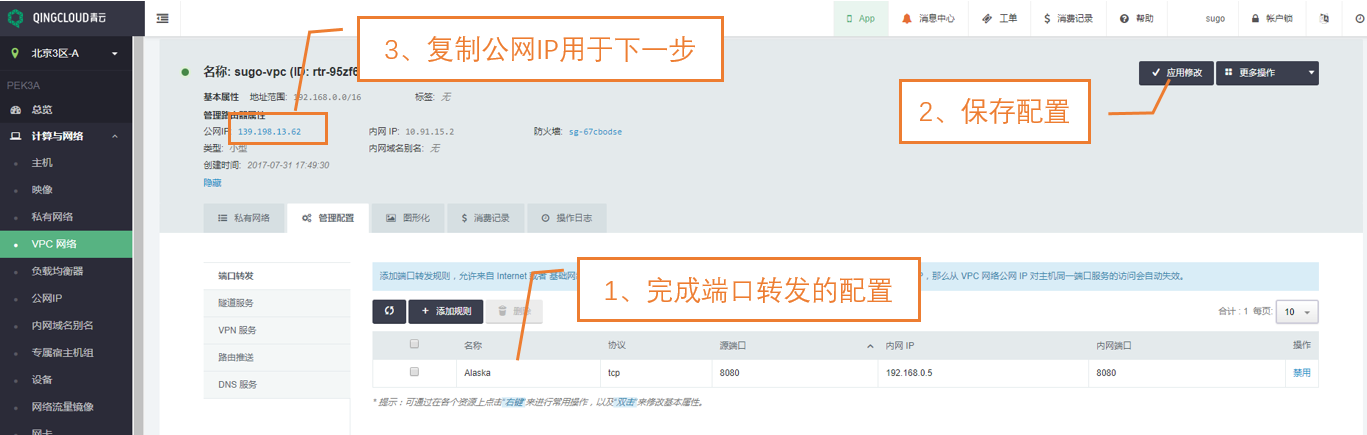 QINGCLOUD青云
App 消息中心 工单 消费记录 帮助 sugo 帐户锁
北京3区-A
PEK3A
总览
计算与网络
主机
映像
私有网络
VPC 网络
负载均衡器
公网IP
内网域名别名
专属宿主机组
设备
网络流量镜像
网卡
3、复制公网IP用于下一步
名称: sugo-vpc (ID: rtr-95zf6
应用修改 更多操作
2、保存配置
基本属性 地址范围: 192.168.0.0/16 标签: 无
管理路由器属性
公网IP: 139.198.13.62 内网 IP: 10.91.15.2 防火墙: sg-67cbodse
类型: 小型 内网域名别名: 无
创建时间: 2017-07-31 17:49:30
隐藏
私有网络 管理配置 图形化 消费记录 操作日志
端口转发
隧道服务
VPN 服务
路由推送
DNS 服务
添加端口转发规则，允许来自 Internet 或者 基础网 ，那么从 VPC 网络公网 IP 对主机同一端口服务的访问会自动失效。
1、完成端口转发的配置
添加规则 删除 合计 : 1 每页: 10
名称 协议 源端口 内网 IP 内网端口 操作
Alaska tcp 8080 192.168.0.5 8080 禁用
* 提示：可通过在各个资源上点击"右键"来进行常用操作，以及"双击"来修改基本属性。